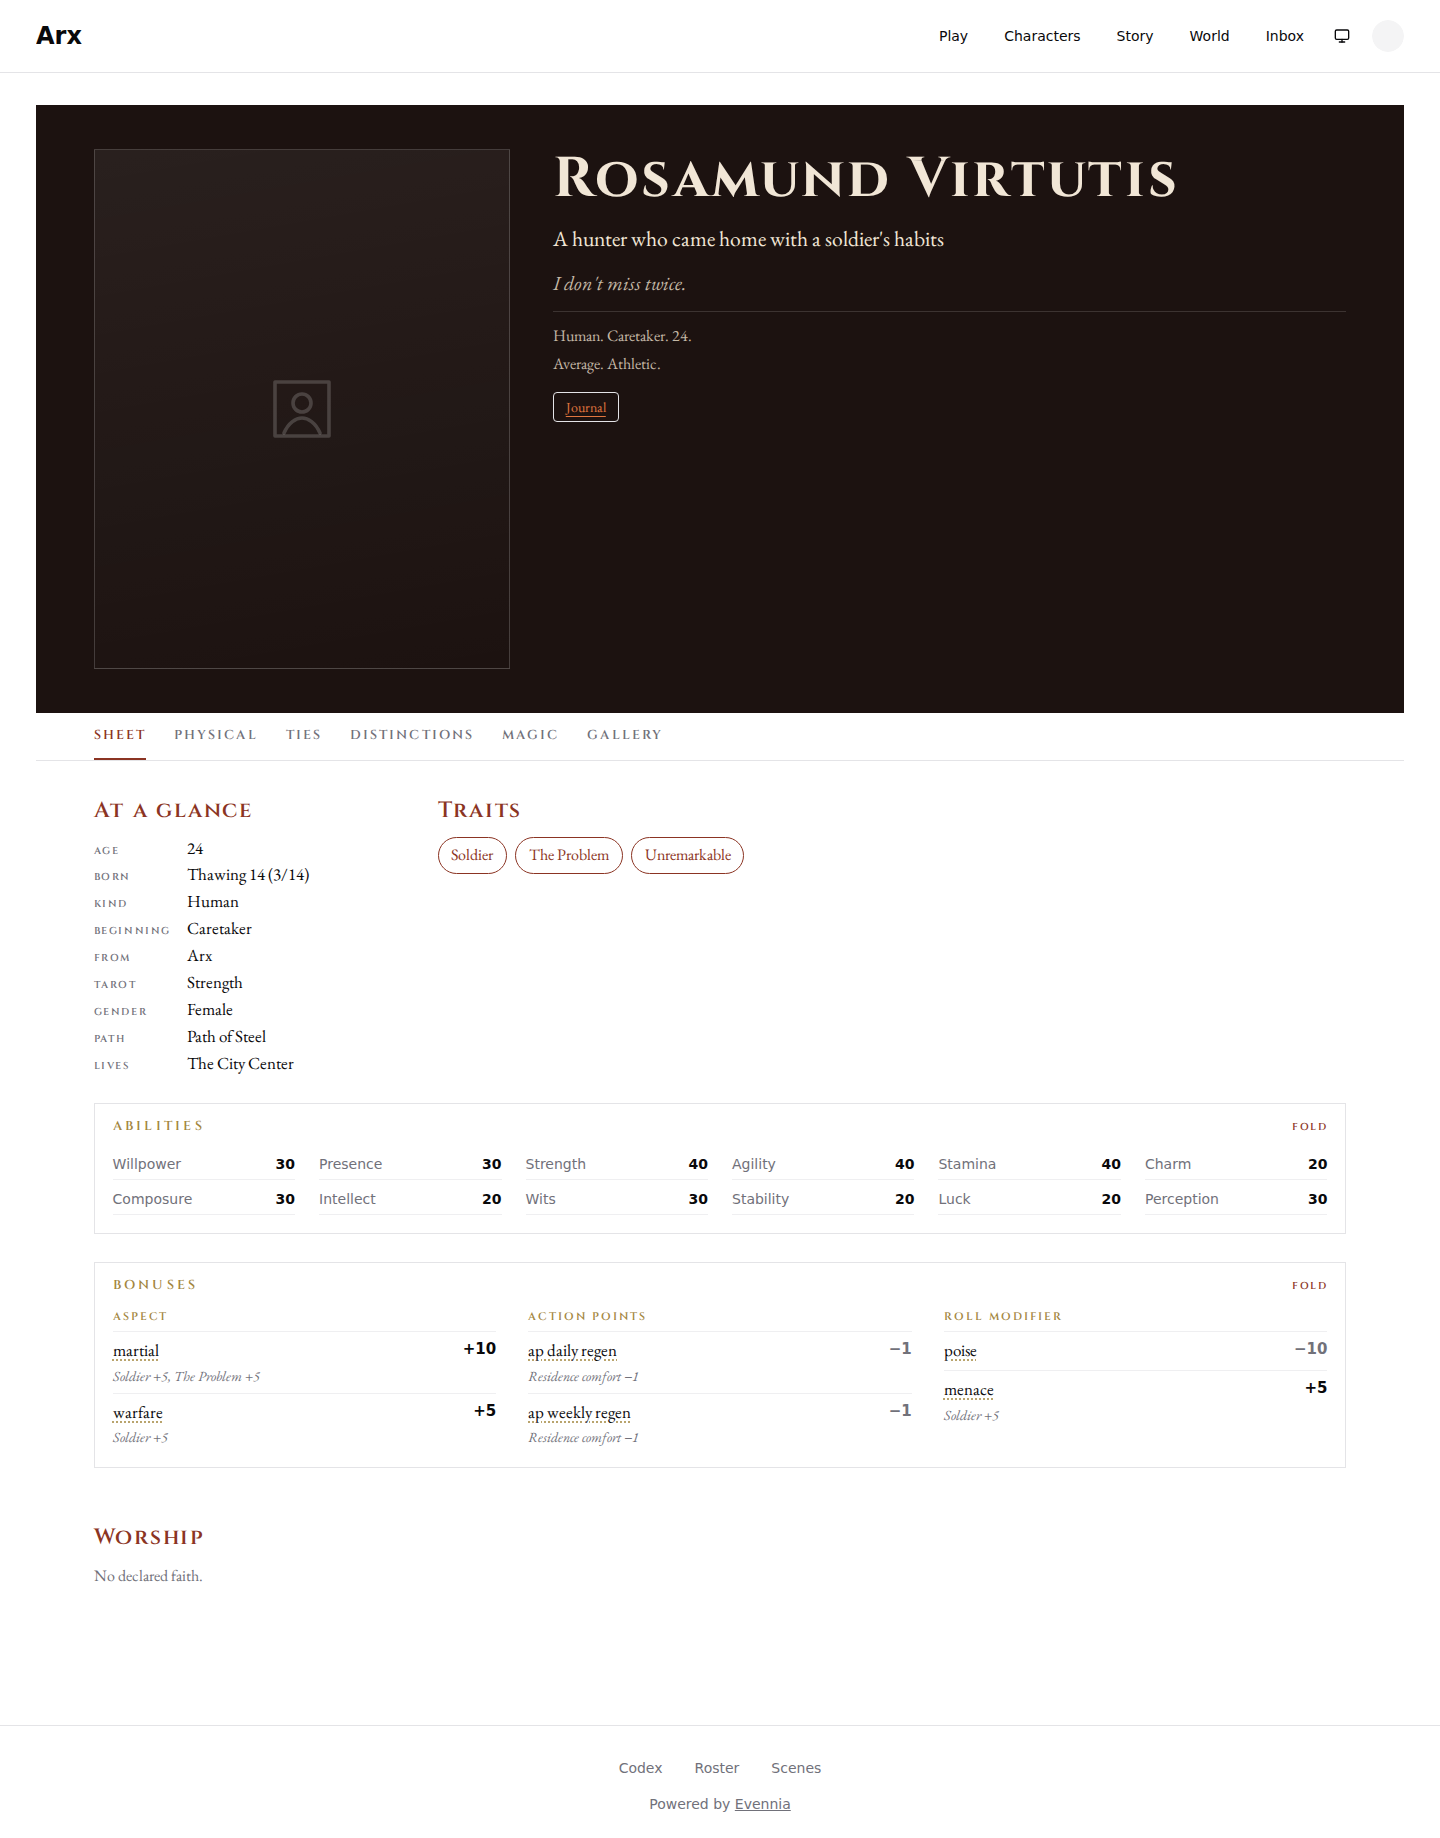 Arx
Play Characters Story World Inbox
Rosamund Virtutis
A hunter who came home with a soldier's habits
I don't miss twice.
Human. Caretaker. 24.
Average. Athletic.
Journal
SHEET PHYSICAL TIES DISTINCTIONS MAGIC GALLERY
At a glance
AGE 24
BORN Thawing 14 (3/14)
KIND Human
BEGINNING Caretaker
FROM Arx
TAROT Strength
GENDER Female
PATH Path of Steel
LIVES The City Center
Traits
Soldier The Problem Unremarkable
ABILITIES FOLD
Willpower 30 Presence 30 Strength 40 Agility 40 Stamina 40 Charm 20
Composure 30 Intellect 20 Wits 30 Stability 20 Luck 20 Perception 30
BONUSES FOLD
ASPECT
martial +10
Soldier +5, The Problem +5
warfare +5
Soldier +5
ACTION POINTS
ap daily regen −1
Residence comfort −1
ap weekly regen −1
Residence comfort −1
ROLL MODIFIER
poise −10
menace +5
Soldier +5
Worship
No declared faith.
Codex Roster Scenes
Powered by Evennia